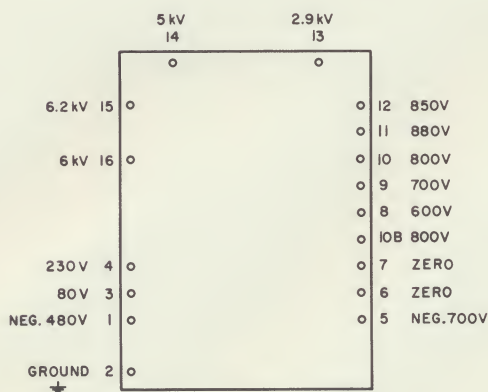 5 kV 2.9 kV
14 13
6.2 kV 15 12 850V
11 880V
6 kV 16 10 800V
9 700V
8 600V
10B 800V
230V 4 7 ZERO
80V 3 6 ZERO
NEG. 480V 1 5 NEG. 700V
GROUND 2